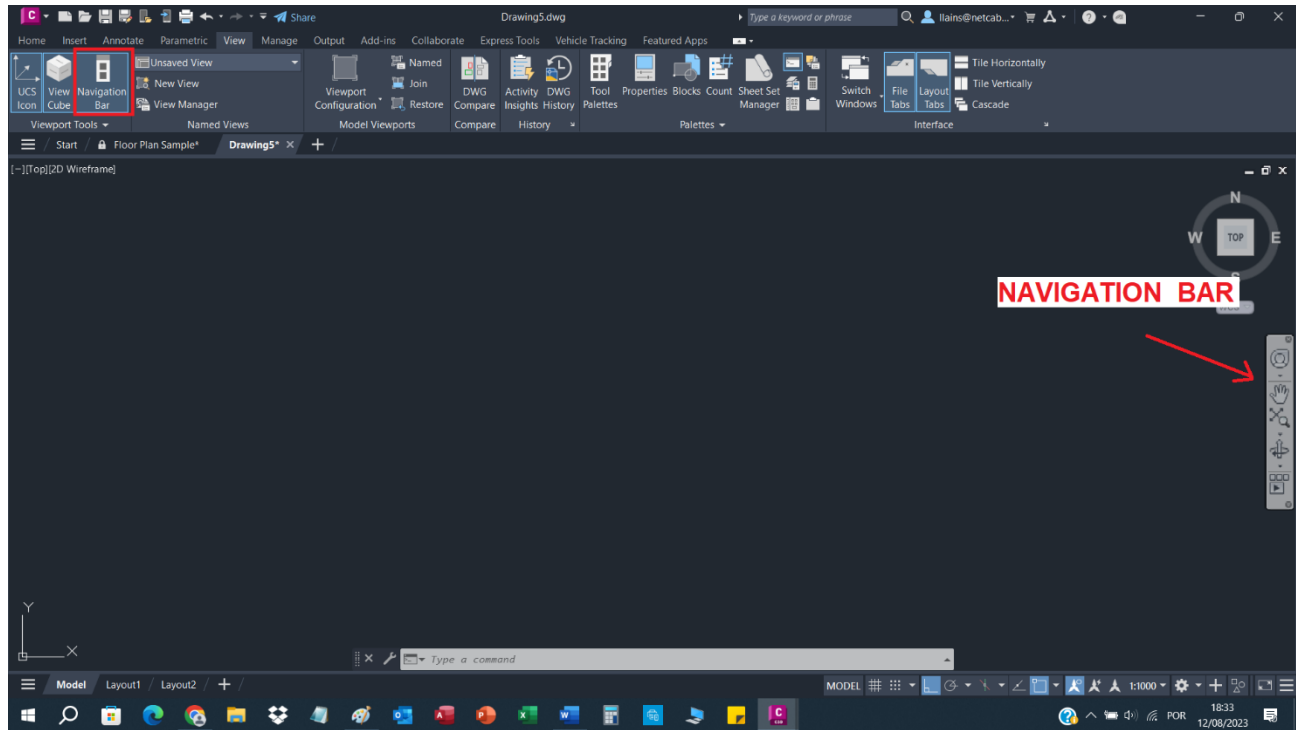 C Share Drawing5.dwg Type a keyword or phrase llains@netcab...
Home Insert Annotate Parametric View Manage Output Add-ins Collaborate Express Tools Vehicle Tracking Featured Apps
UCS Icon
View Cube
Navigation Bar
Unsaved View
New View
View Manager
Viewport Configuration
Named
Join
Restore
DWG Compare
Activity Insights
DWG History
Tool Palettes
Properties
Blocks
Count
Sheet Set Manager
Switch Windows
File Tabs
Layout Tabs
Tile Horizontally
Tile Vertically
Cascade
Viewport Tools Named Views Model Viewports Compare History Palettes Interface
Start / Floor Plan Sample* Drawing5*
[−][Top][2D Wireframe]
N
W TOP E
S
NAVIGATION BAR
WCS
Y
X
Type a command
Model Layout1 / Layout2 / + /
MODEL 1:1000
POR
18:33
12/08/2023